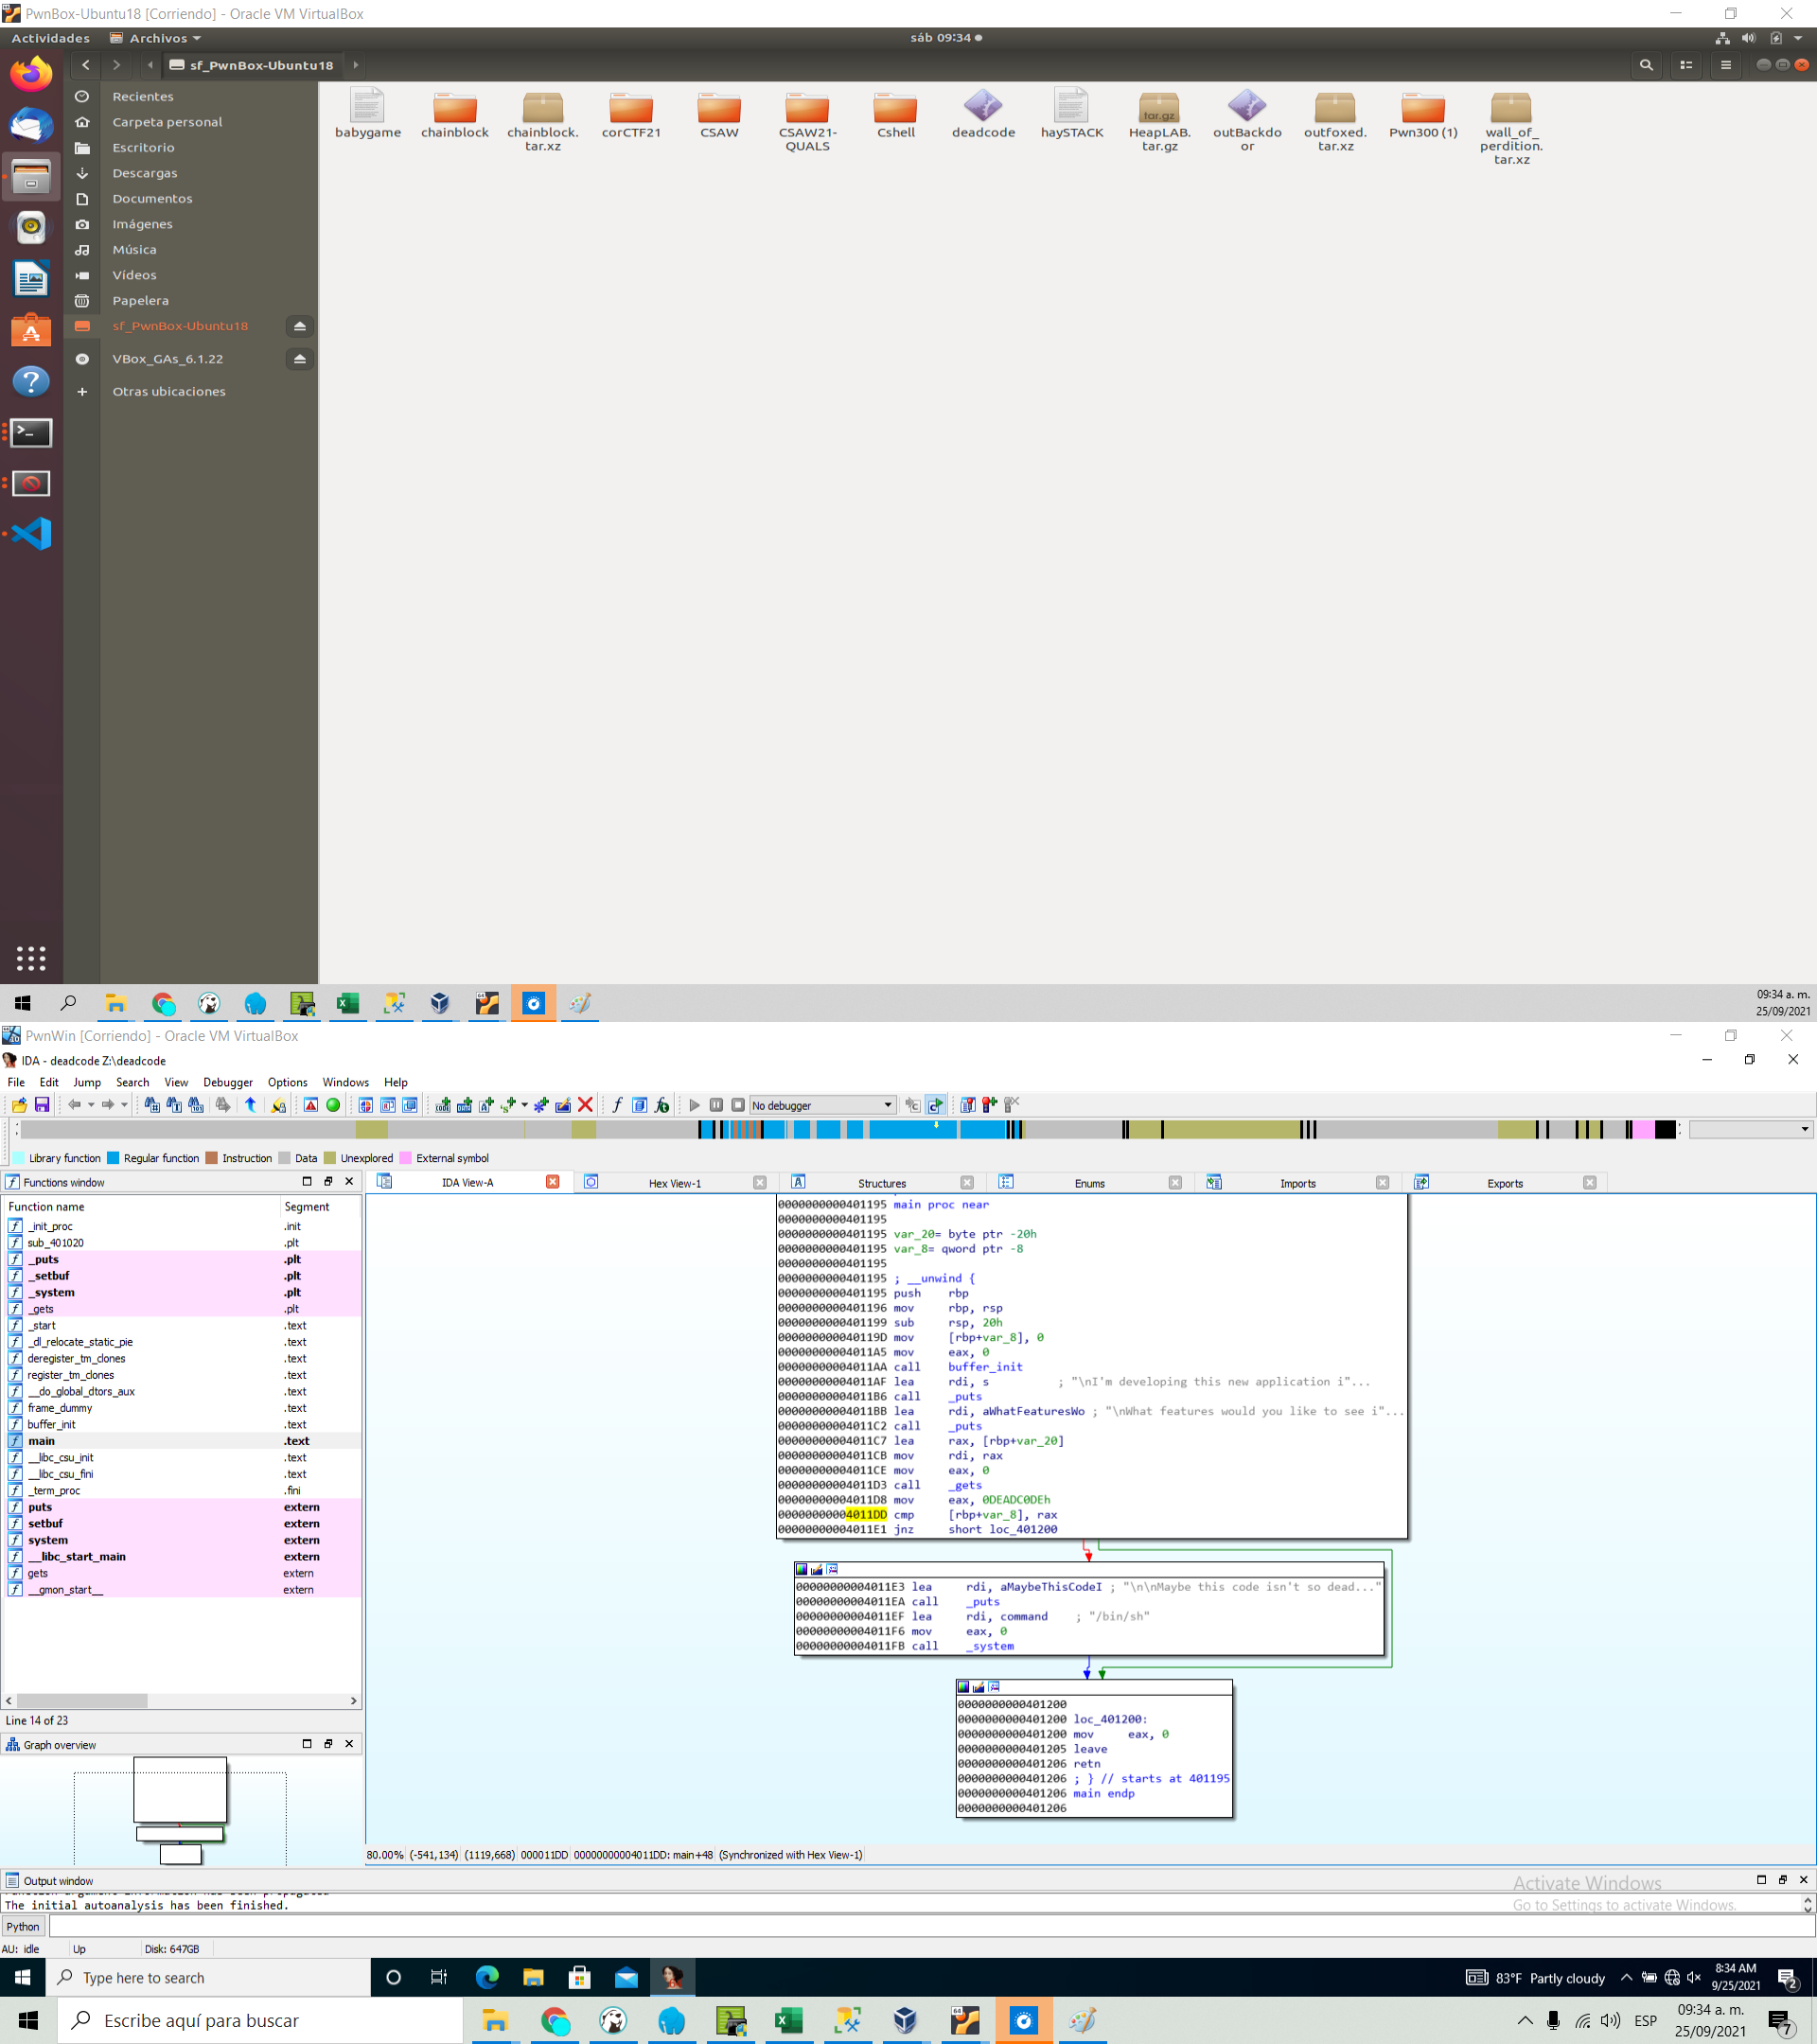 PwnBox-Ubuntu18 [Corriendo] - Oracle VM VirtualBox
Actividades Archivos sáb 09:34
sf_PwnBox-Ubuntu18
Recientes
Carpeta personal
Escritorio
Descargas
Documentos
Imágenes
Música
Vídeos
Papelera
sf_PwnBox-Ubuntu18
VBox_GAs_6.1.22
Otras ubicaciones
babygame
chainblock
chainblock.
tar.xz
corCTF21
CSAW
CSAW21-
QUALS
Cshell
deadcode
haySTACK
HeapLAB.
tar.gz
outBackdo
or
outfoxed.
tar.xz
Pwn300 (1)
wall_of_
perdition.
tar.xz
09:34 a. m.
25/09/2021
PwnWin [Corriendo] - Oracle VM VirtualBox
IDA - deadcode Z:\deadcode
File Edit Jump Search View Debugger Options Windows Help
No debugger
Library function Regular function Instruction Data Unexplored External symbol
Functions window
Function name Segment
_init_proc .init
sub_401020 .plt
_puts .plt
_setbuf .plt
_system .plt
_gets .plt
_start .text
_dl_relocate_static_pie .text
deregister_tm_clones .text
register_tm_clones .text
__do_global_dtors_aux .text
frame_dummy .text
buffer_init .text
main .text
__libc_csu_init .text
__libc_csu_fini .text
_term_proc .fini
puts extern
setbuf extern
system extern
__libc_start_main extern
gets extern
__gmon_start__ extern
Line 14 of 23
Graph overview
IDA View-A Hex View-1 Structures Enums Imports Exports
0000000000401195 main proc near
0000000000401195
0000000000401195 var_20= byte ptr -20h
0000000000401195 var_8= qword ptr -8
0000000000401195
0000000000401195 ; __unwind {
0000000000401195 push rbp
0000000000401196 mov rbp, rsp
0000000000401199 sub rsp, 20h
000000000040119D mov [rbp+var_8], 0
00000000004011A5 mov eax, 0
00000000004011AA call buffer_init
00000000004011AF lea rdi, s ; "\nI'm developing this new application i"...
00000000004011B6 call _puts
00000000004011BB lea rdi, aWhatFeaturesWo ; "\nWhat features would you like to see i"...
00000000004011C2 call _puts
00000000004011C7 lea rax, [rbp+var_20]
00000000004011CB mov rdi, rax
00000000004011CE mov eax, 0
00000000004011D3 call _gets
00000000004011D8 mov eax, 0DEADC0DEh
00000000004011DD cmp [rbp+var_8], rax
00000000004011E1 jnz short loc_401200
00000000004011E3 lea rdi, aMaybeThisCodeI ; "\n\nMaybe this code isn't so dead..."
00000000004011EA call _puts
00000000004011EF lea rdi, command ; "/bin/sh"
00000000004011F6 mov eax, 0
00000000004011FB call _system
0000000000401200
0000000000401200 loc_401200:
0000000000401200 mov eax, 0
0000000000401205 leave
0000000000401206 retn
0000000000401206 ; } // starts at 401195
0000000000401206 main endp
0000000000401206
80.00% (-541,134) (1119,668) 000011DD 00000000004011DD: main+48 (Synchronized with Hex View-1)
Output window
The initial autoanalysis has been finished.
Activate Windows
Go to Settings to activate Windows.
Python
AU: idle Up Disk: 647GB
Type here to search
83°F Partly cloudy
8:34 AM
9/25/2021
2
Escribe aquí para buscar
ESP
09:34 a. m.
25/09/2021
7